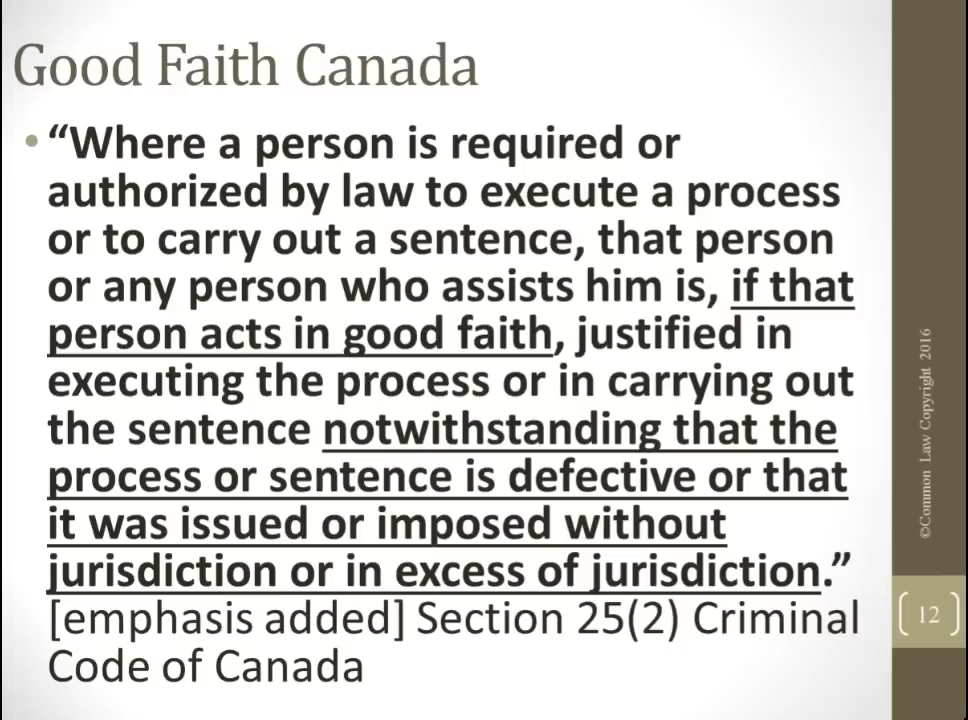 Good Faith Canada
• “Where a person is required or
authorized by law to execute a process
or to carry out a sentence, that person
or any person who assists him is, if that
person acts in good faith, justified in
executing the process or in carrying out
the sentence notwithstanding that the
process or sentence is defective or that
it was issued or imposed without
jurisdiction or in excess of jurisdiction.”
[emphasis added] Section 25(2) Criminal
Code of Canada
©Common Law Copyright 2016
12